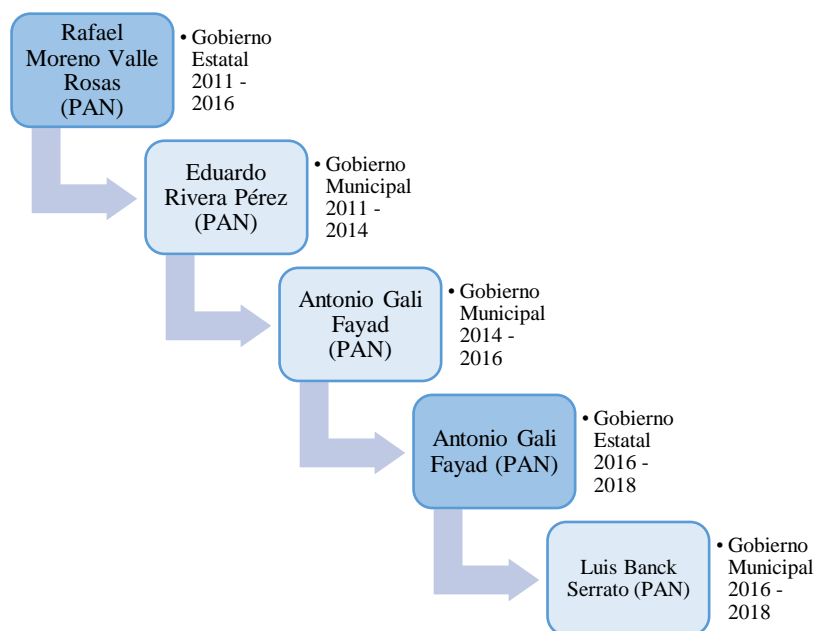 Rafael
Moreno Valle
Rosas
(PAN)
• Gobierno
Estatal
2011 -
2016
Eduardo
Rivera Pérez
(PAN)
• Gobierno
Municipal
2011 -
2014
Antonio Gali
Fayad
(PAN)
• Gobierno
Municipal
2014 -
2016
Antonio Gali
Fayad (PAN)
• Gobierno
Estatal
2016 -
2018
Luis Banck
Serrato (PAN)
• Gobierno
Municipal
2016 -
2018